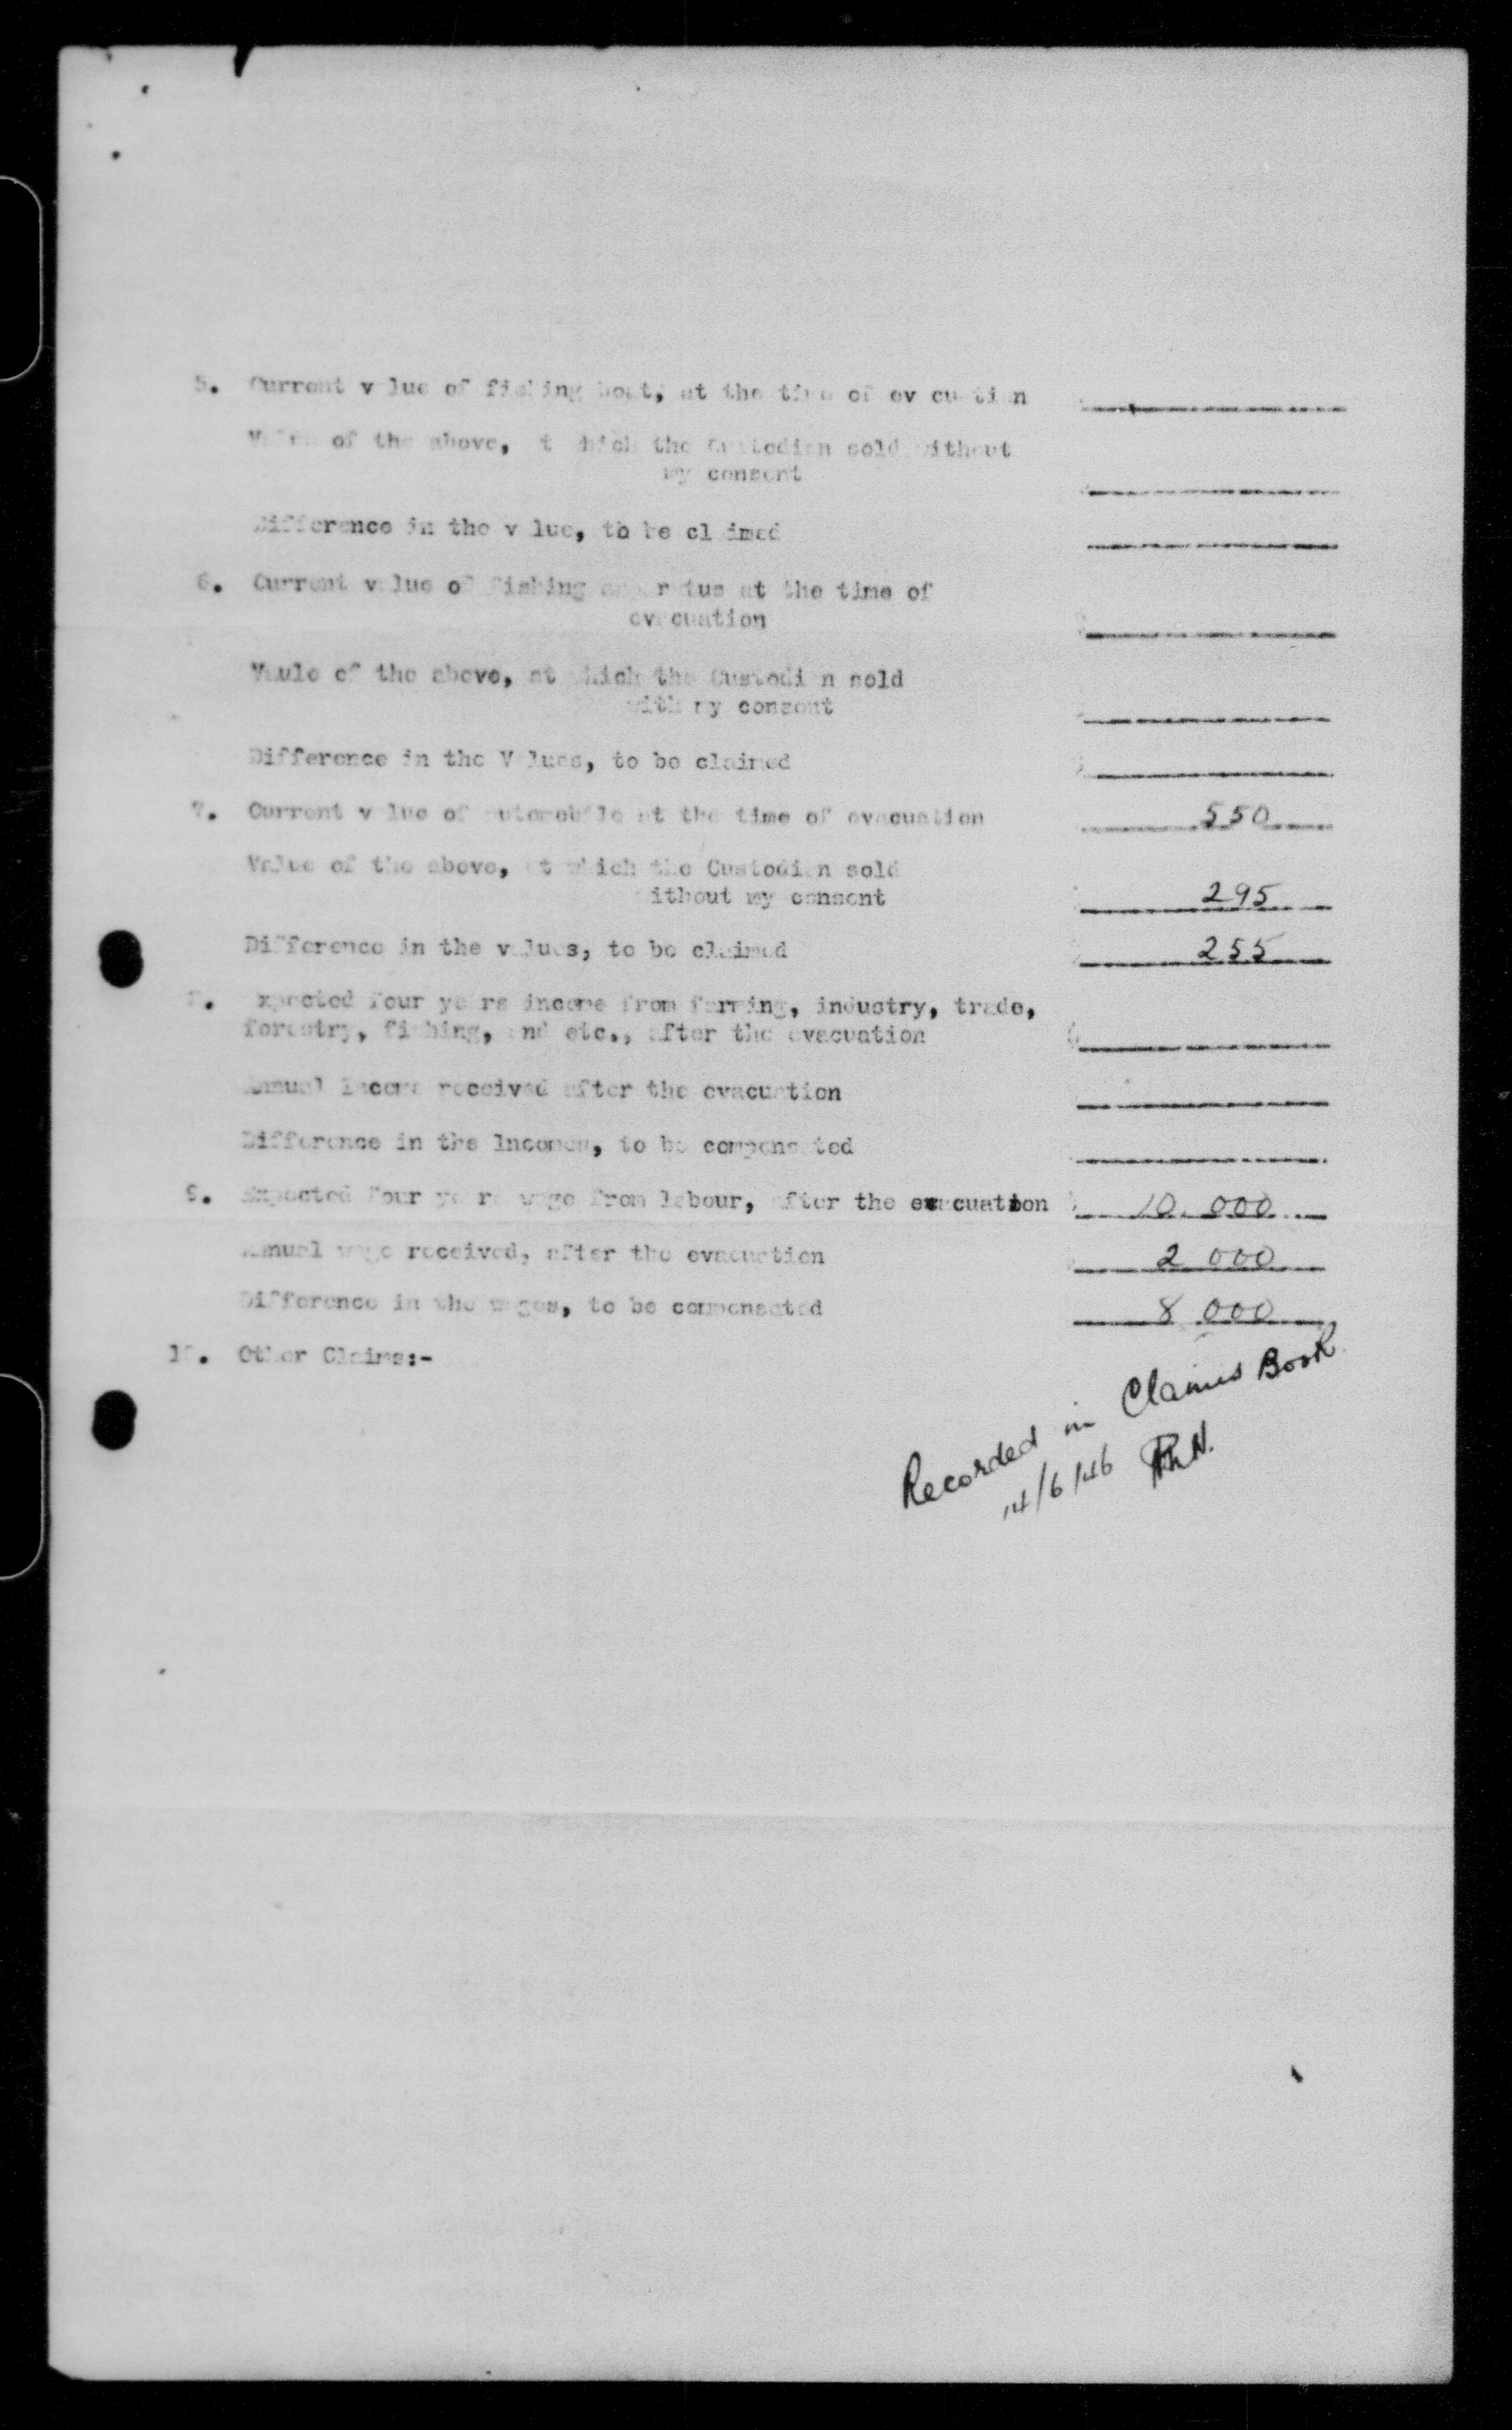 5. Current value of fishing boat, at the time of evacuation
Value of the above, at which the Custodian sold without
my consent
Difference in the value, to be claimed
6. Current value of fishing apparatus at the time of
evacuation
Vaule of the above, at which the Custodian sold
with my consent
Difference in the Values, to be claimed
7. Current value of automobile at the time of evacuation 550
Value of the above, at which the Custodian sold
without my consent 295
Difference in the values, to be claimed 255
8. Expected four years income from farming, industry, trade,
forestry, fishing, and etc., after the evacuation
Annual Income received after the evacuation
Difference in the Incomes, to be compensated
9. Expected four years wage from labour, after the evacuation 10.000
Annual wage received, after the evacuation 2 000
Difference in the wages, to be compensated 8 000
10. Other Claims:-
Recorded in Claims Book
14/6/46